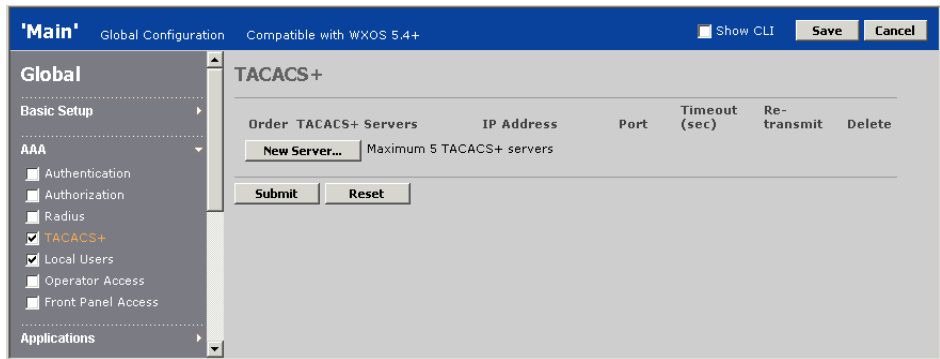 'Main' Global Configuration Compatible with WXOS 5.4+ Show CLI Save Cancel
Global
Basic Setup
AAA
Authentication
Authorization
Radius
TACACS+
Local Users
Operator Access
Front Panel Access
Applications
TACACS+
Order TACACS+ Servers IP Address Port Timeout (sec) Re-transmit Delete
New Server... Maximum 5 TACACS+ servers
Submit Reset